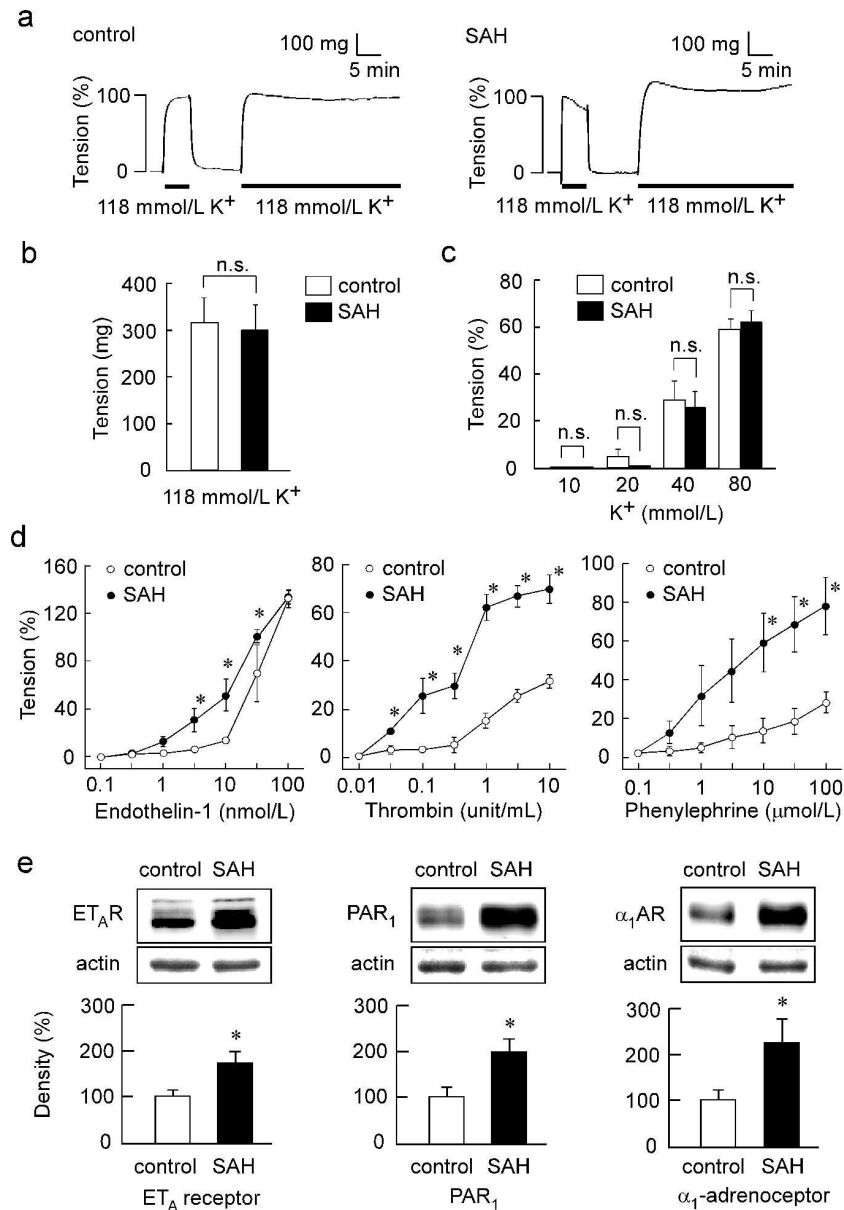 a
control
100 mg
5 min
SAH
100 mg
5 min
Tension (%)
100
0
118 mmol/L K⁺ 118 mmol/L K⁺
Tension (%)
100
0
118 mmol/L K⁺ 118 mmol/L K⁺
b
n.s.
control
SAH
Tension (mg)
400
300
200
100
0
118 mmol/L K⁺
c
control
SAH
Tension (%)
80
60
40
20
0
n.s.
n.s.
n.s.
n.s.
10 20 40 80
K⁺ (mmol/L)
d
control
SAH
Tension (%)
160
120
80
40
0
* * *
0.1 1 10 100
Endothelin-1 (nmol/L)
control
SAH
80
60
40
20
0
* * * * * *
0.01 0.1 1 10
Thrombin (unit/mL)
control
SAH
100
80
60
40
20
0
* * *
0.1 1 10 100
Phenylephrine (μmol/L)
e
control SAH
ET_AR
actin
Density (%)
300
200
100
0
*
control SAH
ET_A receptor
control SAH
PAR₁
actin
300
200
100
0
*
control SAH
PAR₁
control SAH
α₁AR
actin
300
200
100
0
*
control SAH
α₁-adrenoceptor